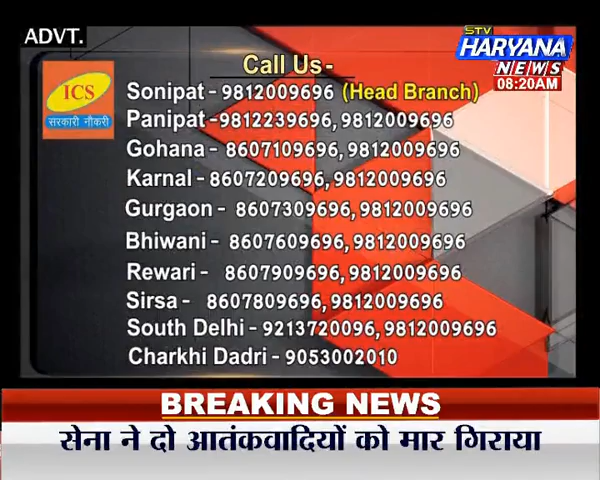 ADVT.
STV
HARYANA
NEWS
08:20AM
Call Us-
ICS
सरकारी नौकरी
Sonipat - 9812009696 (Head Branch)
Panipat -9812239696, 9812009696
Gohana - 8607109696, 9812009696
Karnal - 8607209696, 9812009696
Gurgaon - 8607309696, 9812009696
Bhiwani - 8607609696, 9812009696
Rewari - 8607909696, 9812009696
Sirsa - 8607809696, 9812009696
South Delhi - 9213720096, 9812009696
Charkhi Dadri - 9053002010
BREAKING NEWS
सेना ने दो आतंकवादियों को मार गिराया